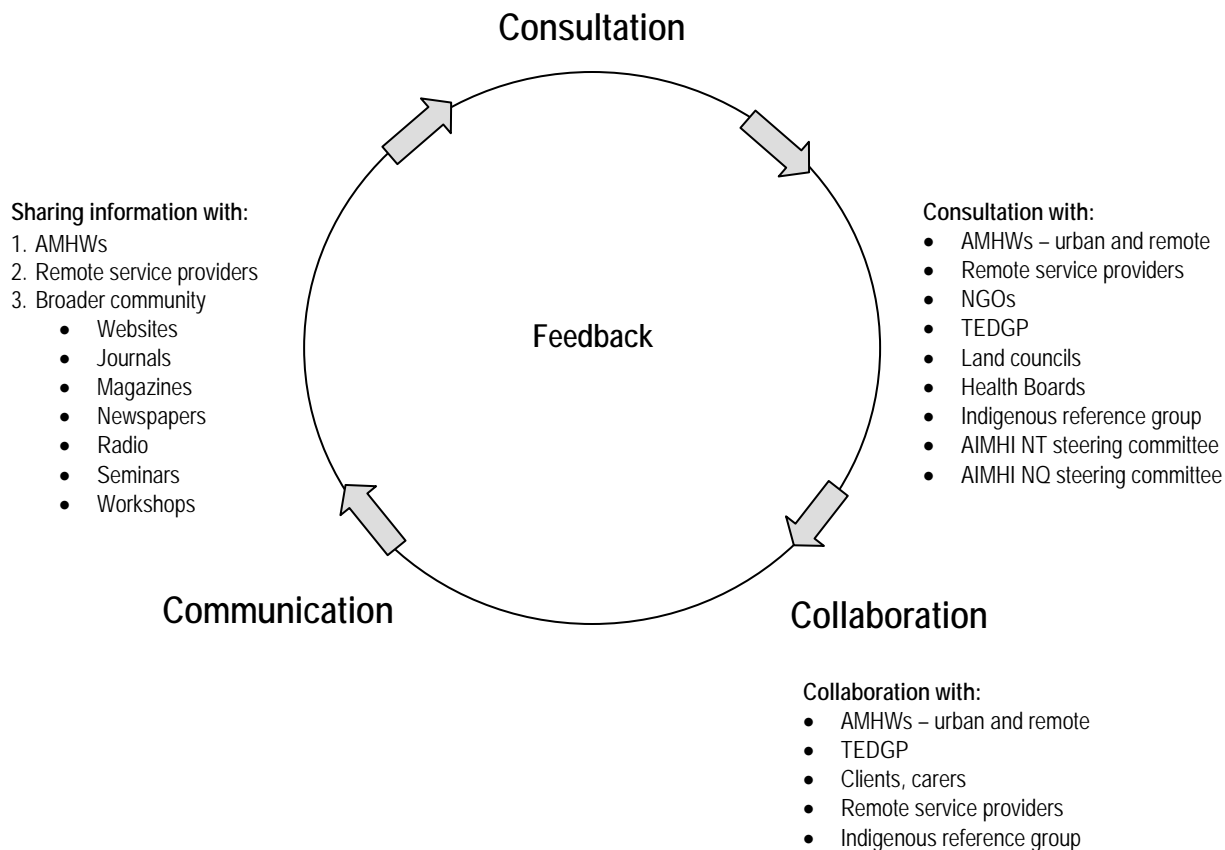 Consultation
Sharing information with:
1. AMHWs
2. Remote service providers
3. Broader community
• Websites
• Journals
• Magazines
• Newspapers
• Radio
• Seminars
• Workshops
Feedback
Consultation with:
• AMHWs – urban and remote
• Remote service providers
• NGOs
• TEDGP
• Land councils
• Health Boards
• Indigenous reference group
• AIMHI NT steering committee
• AIMHI NQ steering committee
Communication
Collaboration
Collaboration with:
• AMHWs – urban and remote
• TEDGP
• Clients, carers
• Remote service providers
• Indigenous reference group